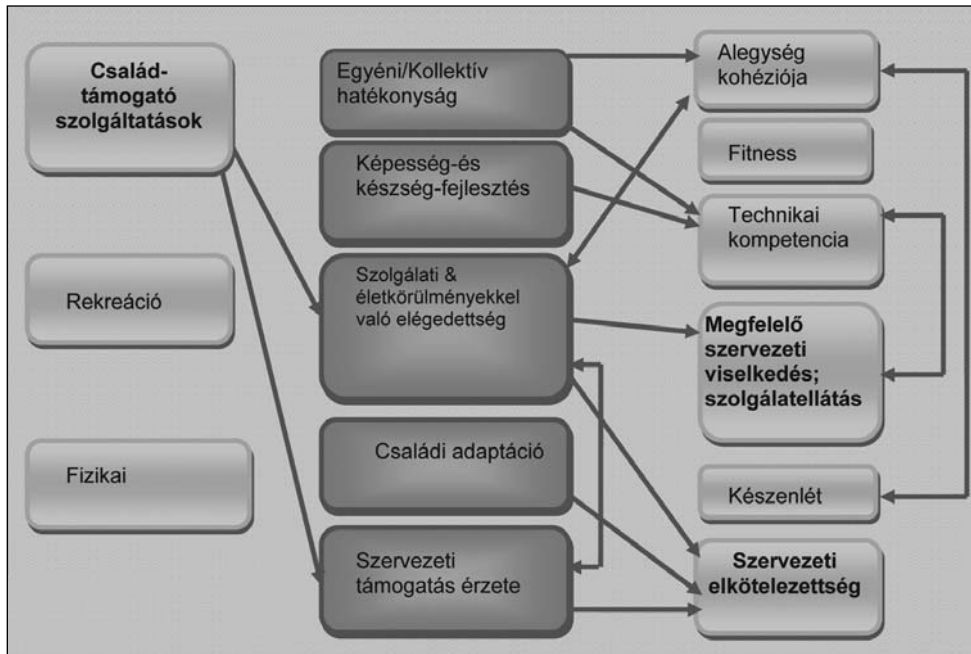 Család-
támogató
szolgáltatások
Rekreáció
Fizikai
Egyéni/Kollektív
hatékonyság
Képesség-és
készség-fejlesztés
Szolgálati &
életkörülményekkel
való elégedettség
Családi adaptáció
Szervezeti
támogatás érzete
Alegység
kohéziója
Fitness
Technikai
kompetencia
Megfelelő
szervezeti
viselkedés;
szolgálatellátás
Készenlét
Szervezeti
elkötelezettség